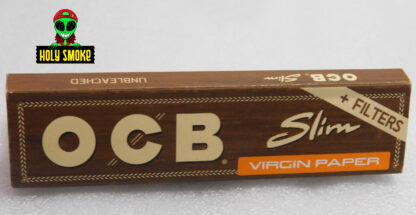 HOLY SMOKE
UNBLEACHED
OCB Slim
+ FILTERS
OCB. Slim
VIRGIN PAPER